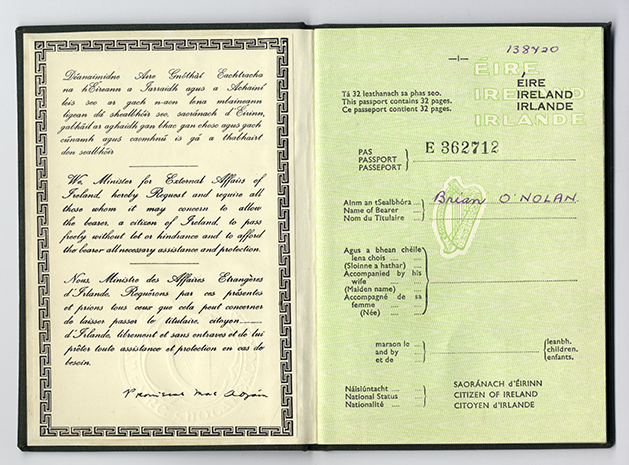 Déanaimídne Aire Gnóthaí Eachtracha
na hÉireann a Iarraidh agus a Achainí
leis seo ar gach n-aon lena mbaineann
ligean dá shealbhóir seo, saoránach d'Éirinn,
gabháil ar aghaidh gan bhac gan chosc agus gach
cúnamh agus caomhnú is gá a thabhairt
don sealbhóir
We, Minister for External Affairs of
Ireland, hereby Request and require all
those whom it may concern to allow
the bearer, a citizen of Ireland, to pass
freely without let or hindrance and to afford
the bearer all necessary assistance and protection.
Nous, Ministre des Affaires Etrangères
d'Irlande, Requérons par ces présentes
et prions tous ceux que cela peut concerner
de laisser passer le titulaire, citoyen
d'Irlande, librement et sans entraves et de lui
prêter toute assistance et protection en cas de
besoin.
Proinsias Mac Aogáin
—1—
138420
ÉIRE
IRELAND
IRLANDE
ÉIRE
IRELAND
IRLANDE
Tá 32 leathanach sa phas seo.
This passport contains 32 pages.
Ce passeport contient 32 pages.
PAS
PASSPORT
PASSEPORT
E 362712
Ainm an tSealbhóra
Name of Bearer
Nom du Titulaire
Brian O'NOLAN.
Agus a bhean chéile
lena chois
(Sloinne a hathar)
Accompanied by his
wife
(Maiden name)
Accompagné de sa
femme
(Née)
maraon le
and by
et de
leanbh.
children.
enfants.
Náisiúntacht
National Status
Nationalité
SAORÁNACH d'ÉIRINN
CITIZEN OF IRELAND
CITOYEN d'IRLANDE